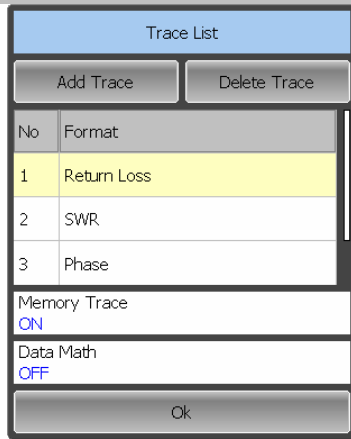 Trace List
Add Trace Delete Trace
No Format
1 Return Loss
2 SWR
3 Phase
Memory Trace
ON
Data Math
OFF
Ok